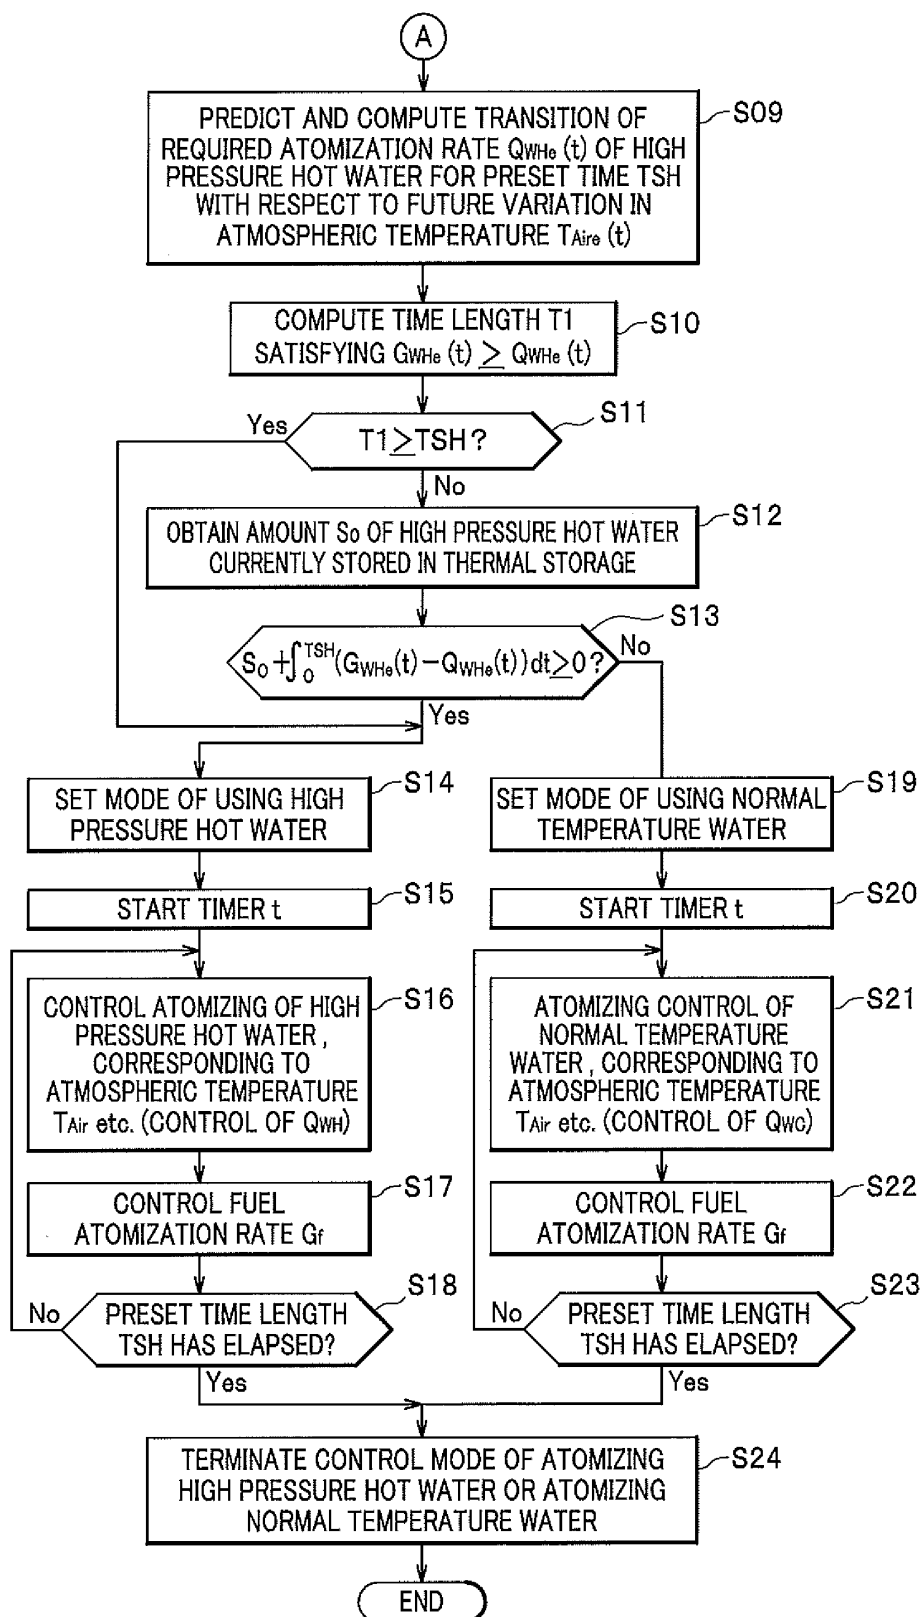 A
PREDICT AND COMPUTE TRANSITION OF
REQUIRED ATOMIZATION RATE QWHe (t) OF HIGH
PRESSURE HOT WATER FOR PRESET TIME TSH
WITH RESPECT TO FUTURE VARIATION IN
ATMOSPHERIC TEMPERATURE TAire (t)
S09
COMPUTE TIME LENGTH T1
SATISFYING GWHe (t) ≥ QWHe (t)
S10
T1≥TSH?
S11
Yes
No
OBTAIN AMOUNT S0 OF HIGH PRESSURE HOT WATER
CURRENTLY STORED IN THERMAL STORAGE
S12
S0+∫0TSH(GWHe(t)-QWHe(t))dt≥0?
S13
No
Yes
SET MODE OF USING HIGH
PRESSURE HOT WATER
S14
START TIMER t
S15
CONTROL ATOMIZING OF HIGH
PRESSURE HOT WATER,
CORRESPONDING TO
ATMOSPHERIC TEMPERATURE
TAir etc. (CONTROL OF QWH)
S16
CONTROL FUEL
ATOMIZATION RATE Gf
S17
PRESET TIME LENGTH
TSH HAS ELAPSED?
S18
No
Yes
SET MODE OF USING NORMAL
TEMPERATURE WATER
S19
START TIMER t
S20
ATOMIZING CONTROL OF
NORMAL TEMPERATURE
WATER, CORRESPONDING TO
ATMOSPHERIC TEMPERATURE
TAir etc. (CONTROL OF QWC)
S21
CONTROL FUEL
ATOMIZATION RATE Gf
S22
PRESET TIME LENGTH
TSH HAS ELAPSED?
S23
No
Yes
TERMINATE CONTROL MODE OF ATOMIZING
HIGH PRESSURE HOT WATER OR ATOMIZING
NORMAL TEMPERATURE WATER
S24
END